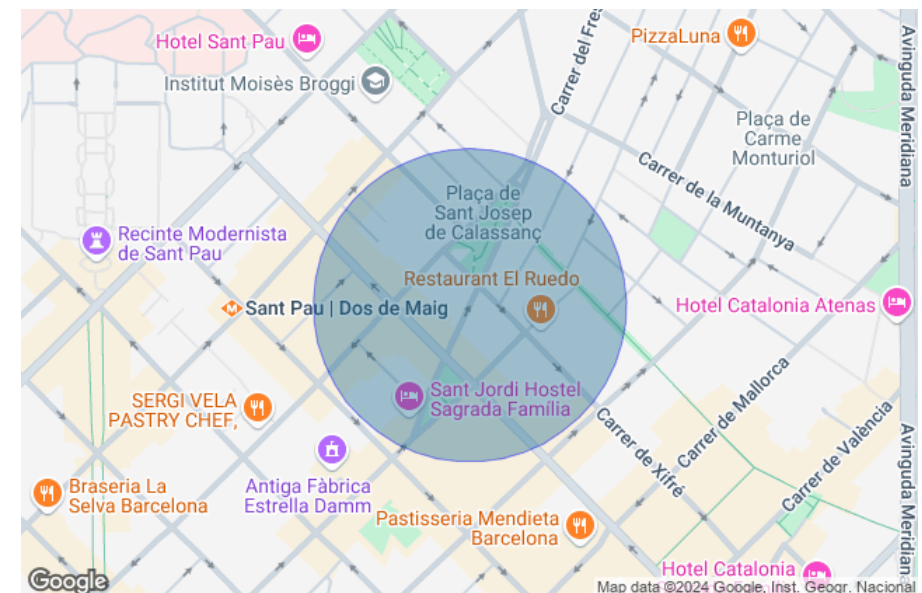 Hotel Sant Pau
PizzaLuna
Institut Moisès Broggi
Carrer del Fres
Avinguda Meridiana
Plaça de
Carme
Monturiol
Carrer de la Muntanya
Plaça de
Sant Josep
de Calassanç
Recinte Modernista
de Sant Pau
Restaurant El Ruedo
Sant Pau | Dos de Maig
Hotel Catalonia Atenas
Sant Jordi Hostel
Sagrada Família
SERGI VELA
PASTRY CHEF,
Carrer de Mallorca
Carrer de Xifré
Carrer de València
Avinguda Meridiana
Braseria La
Selva Barcelona
Antiga Fàbrica
Estrella Damm
Pastisseria Mendieta
Barcelona
Hotel Catalonia
Google
Map data ©2024 Google, Inst. Geogr. Nacional